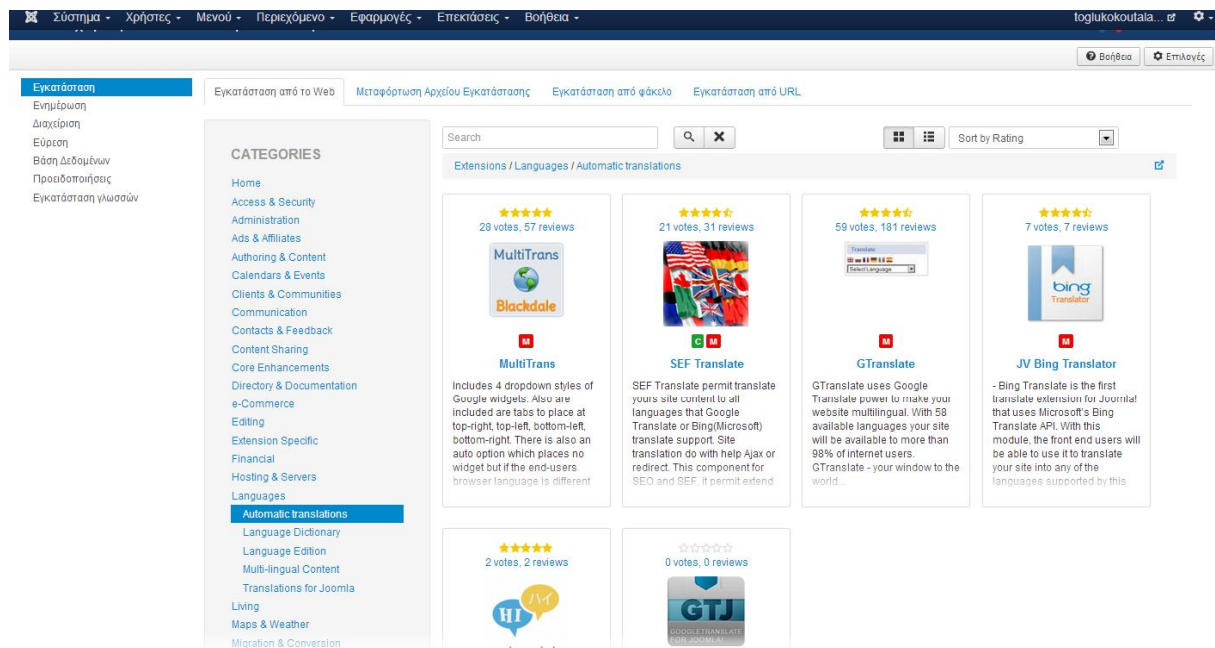 Σύστημα Χρήστες Μενού Περιεχόμενο Εφαρμογές Επεκτάσεις Βοήθεια toglukokoutala...
Βοήθεια Επιλογές
Εγκατάσταση
Ενημέρωση
Διαχείριση
Εύρεση
Βάση Δεδομένων
Προειδοποιήσεις
Εγκατάσταση γλωσσών
Εγκατάσταση από το Web Μεταφόρτωση Αρχείου Εγκατάστασης Εγκατάσταση από φάκελο Εγκατάσταση από URL
CATEGORIES
Home
Access & Security
Administration
Ads & Affiliates
Authoring & Content
Calendars & Events
Clients & Communities
Communication
Contacts & Feedback
Content Sharing
Core Enhancements
Directory & Documentation
e-Commerce
Editing
Extension Specific
Financial
Hosting & Servers
Languages
Automatic translations
Language Dictionary
Language Edition
Multi-lingual Content
Translations for Joomla
Living
Maps & Weather
Migration & Conversion
Search
Sort by Rating
Extensions / Languages / Automatic translations
28 votes, 57 reviews
MultiTrans
Blackdale
M
MultiTrans
Includes 4 dropdown styles of
Google widgets. Also are
included are tabs to place at
top-right, top-left, bottom-left,
bottom-right. There is also an
auto option which places no
widget but if the end-users
browser language is different
21 votes, 31 reviews
C M
SEF Translate
SEF Translate permit translate
yours site content to all
languages that Google
Translate or Bing(Microsoft)
translate support. Site
translation do with help Ajax or
redirect. This component for
SEO and SEF, it permit extend
59 votes, 181 reviews
Translate
Select Language
M
GTranslate
GTranslate uses Google
Translate power to make your
website multilingual. With 58
available languages your site
will be available to more than
98% of internet users.
GTranslate - your window to the
world...
7 votes, 7 reviews
bing
Translator
M
JV Bing Translator
- Bing Translate is the first
translate extension for Joomla!
that uses Microsoft's Bing
Translate API. With this
module, the front end users will
be able to use it to translate
your site into any of the
languages supported by this
2 votes, 2 reviews
HI ハイ
0 votes, 0 reviews
GTJ
GOOGLETRANSLATE
FOR JOOMLA!